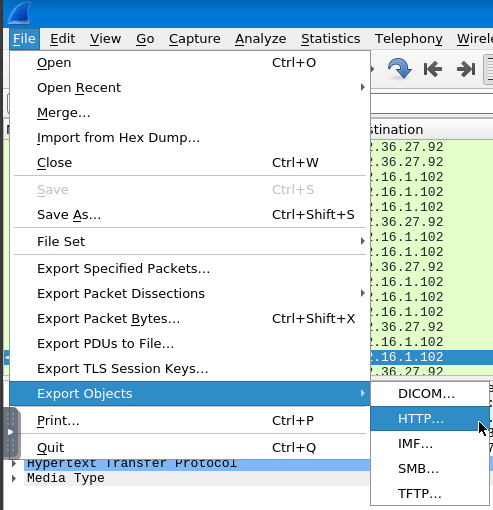 File Edit View Go Capture Analyze Statistics Telephony
Open Ctrl+O
Open Recent
Merge...
Import from Hex Dump...
Close Ctrl+W
Save Ctrl+S
Save As... Ctrl+Shift+S
File Set
Export Specified Packets...
Export Packet Dissections
Export Packet Bytes... Ctrl+Shift+X
Export PDUs to File...
Export TLS Session Keys...
Export Objects
Print... Ctrl+P
Quit Ctrl+Q
stination
2.36.27.92
2.36.27.92
2.16.1.102
2.16.1.102
2.16.1.102
2.36.27.92
2.16.1.102
2.16.1.102
2.36.27.92
2.16.1.102
2.16.1.102
2.16.1.102
2.36.27.92
2.16.1.102
2.16.1.102
2.36.27.92
DICOM...
HTTP...
IMF...
SMB...
TFTP...
Hypertext Transfer Protocol
Media Type